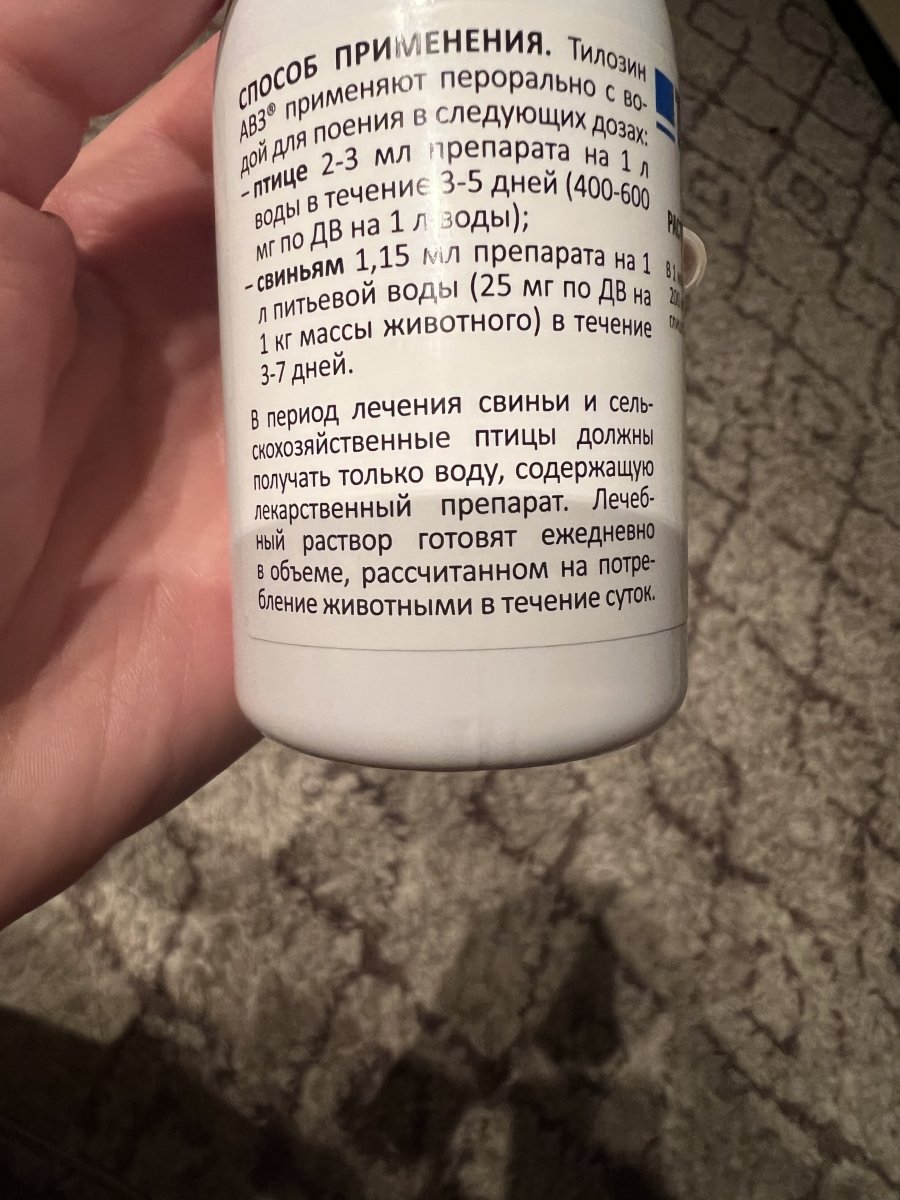 СПОСОБ ПРИМЕНЕНИЯ. Тилозин
АВЗ® применяют перорально с во-
дой для поения в следующих дозах:
- птице 2-3 мл препарата на 1 л
воды в течение 3-5 дней (400-600
мг по ДВ на 1 л воды);
- свиньям 1,15 мл препарата на 1
л питьевой воды (25 мг по ДВ на
1 кг массы животного) в течение
3-7 дней.
В период лечения свиньи и сель-
скохозяйственные птицы должны
получать только воду, содержащую
лекарственный препарат. Лечеб-
ный раствор готовят ежедневно
в объеме, рассчитанном на потре-
бление животными в течение суток.